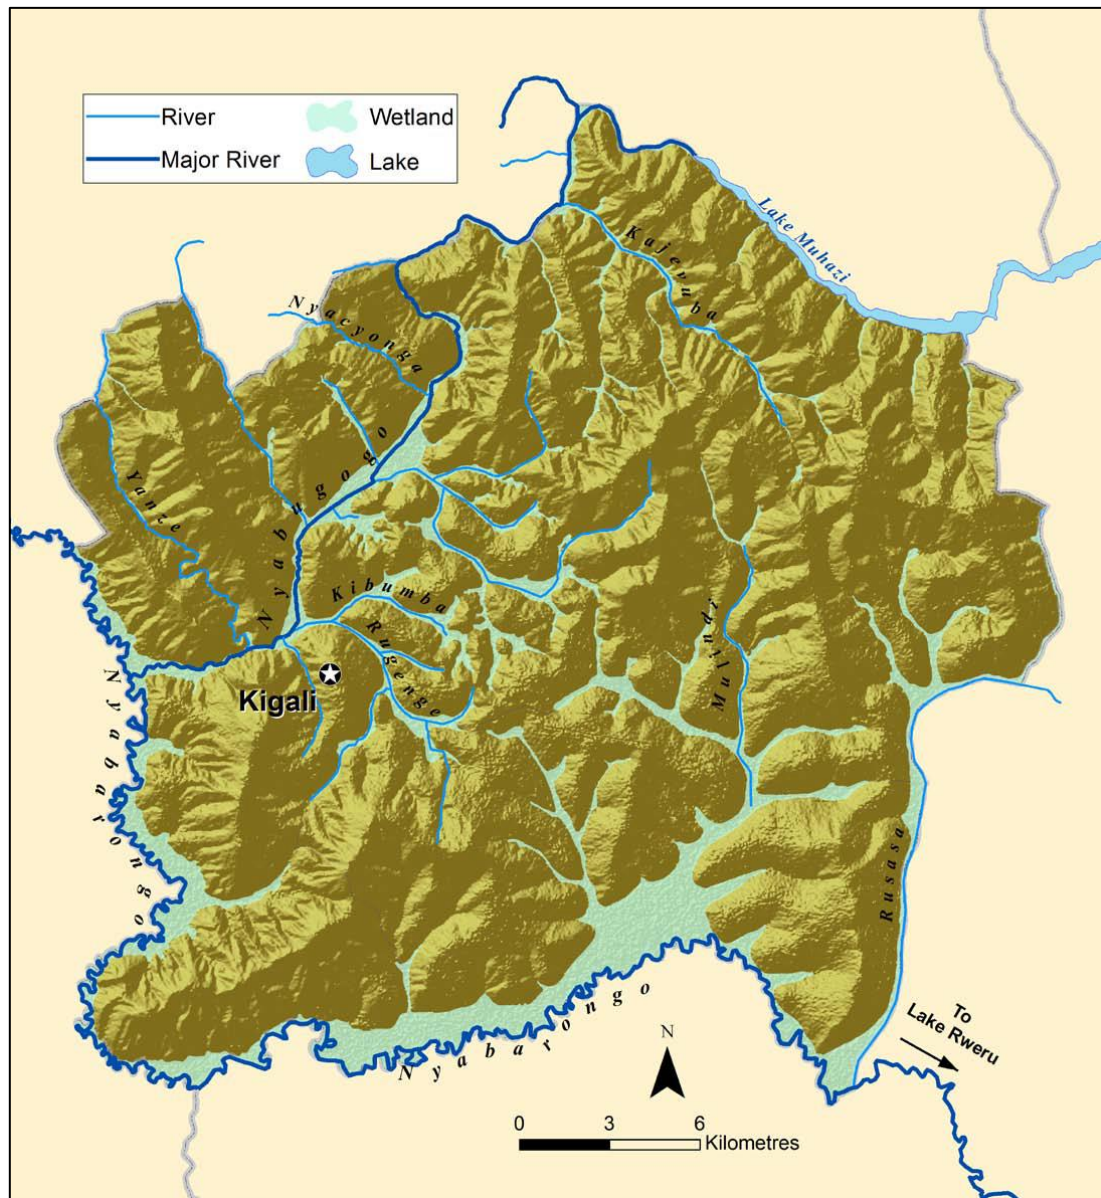 River
Wetland
Major River
Lake
Lake Muhazi
Kajevuba
Nyacyonga
Nyabugogo
Yanze
Kibumba
Rugenge
Mulindi
Kigali
Nyabarongo
Rusasa
Nyabarongo
To
Lake Rweru
N
0 3 6
Kilometres